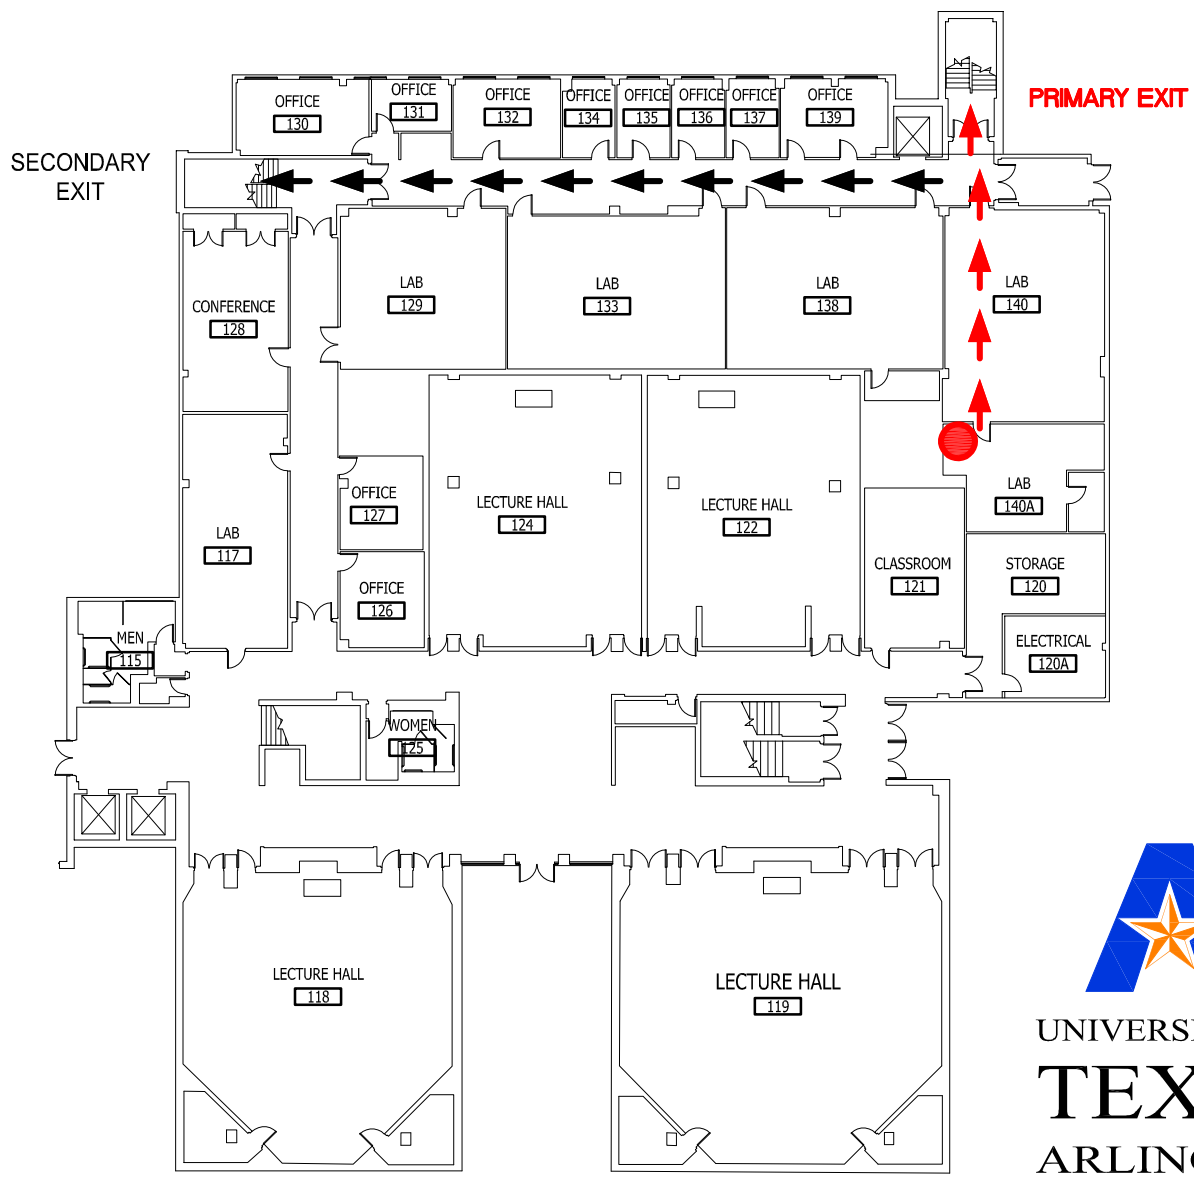 PRIMARY EXIT
SECONDARY
EXIT
OFFICE
130
OFFICE
131
OFFICE
132
OFFICE
134
OFFICE
135
OFFICE
136
OFFICE
137
OFFICE
139
CONFERENCE
128
LAB
129
LAB
133
LAB
138
LAB
140
LAB
117
OFFICE
127
OFFICE
126
LECTURE HALL
124
LECTURE HALL
122
CLASSROOM
121
LAB
140A
STORAGE
120
ELECTRICAL
120A
MEN
115
WOMEN
125
LECTURE HALL
118
LECTURE HALL
119
UNIVERSI
TEX
ARLING